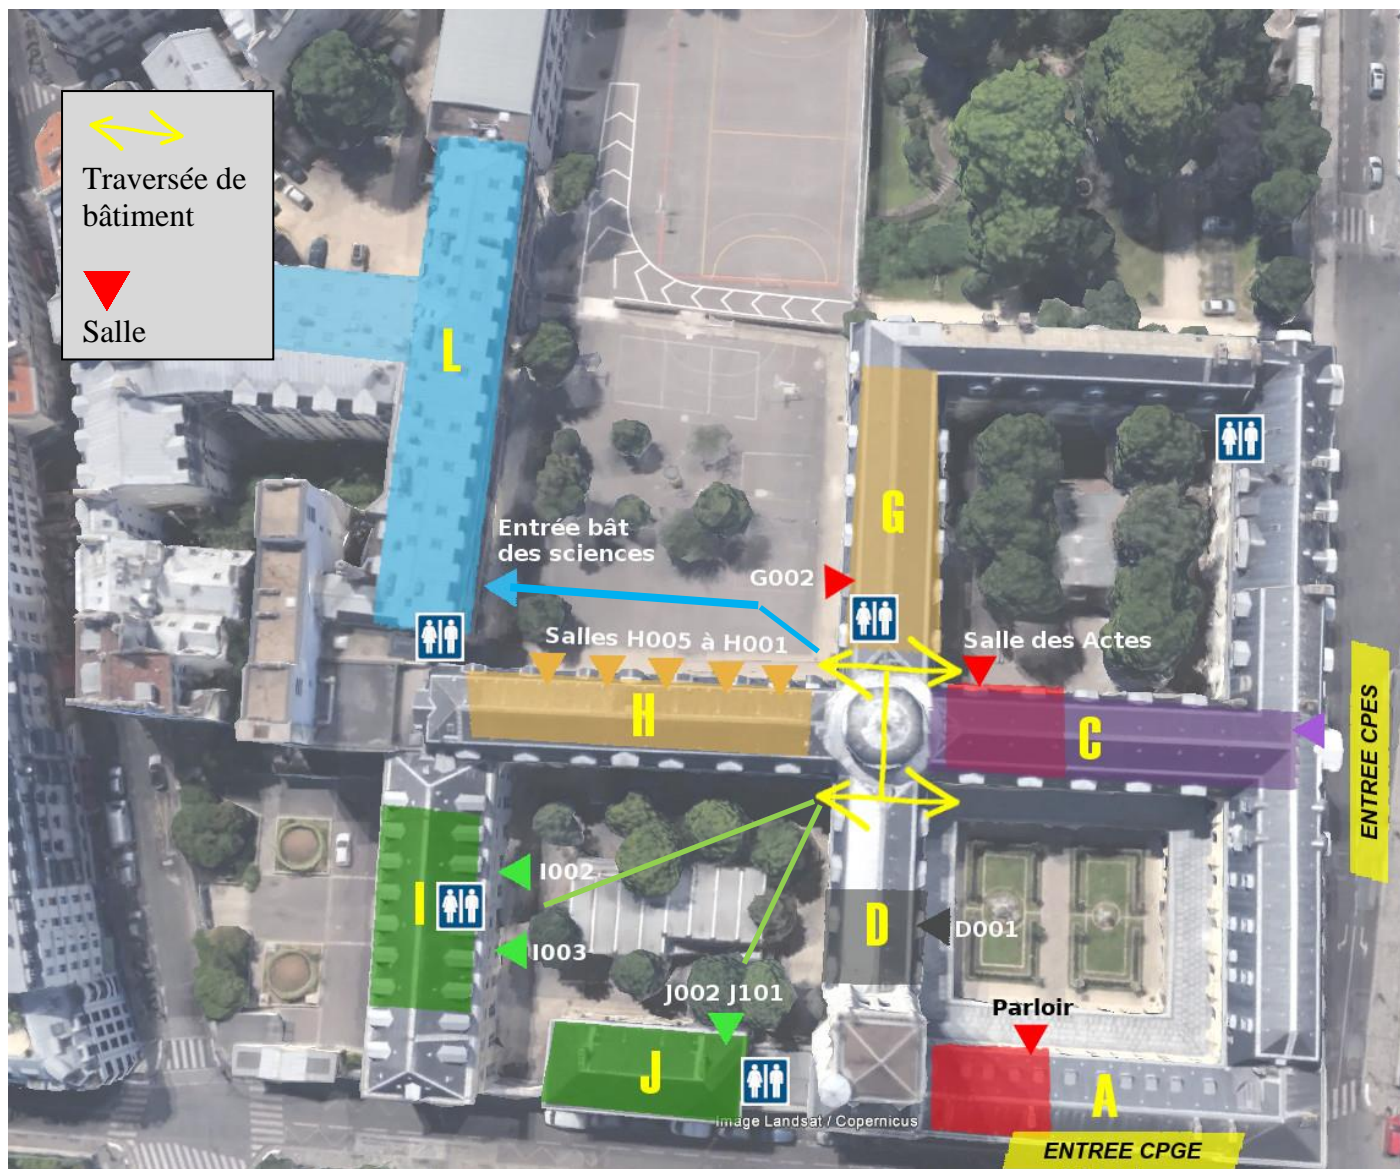 Traversée de
bâtiment
Salle
L
G
Entrée bât
des sciences
G002
Salles H005 à H001
Salle des Actes
H
C
ENTREE CPES
I002
I
I003
D
D001
J002 J101
Parloir
J
A
Image Landsat / Copernicus
ENTREE CPGE